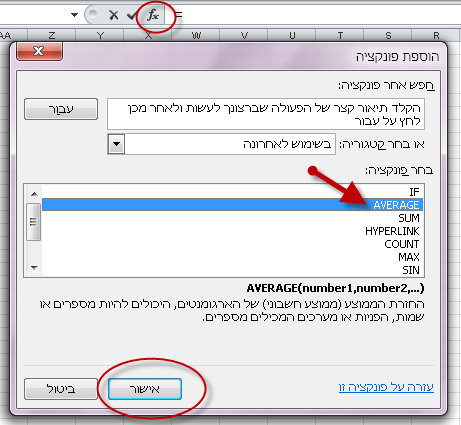 fx =
AA Z Y X W V U T S R
הוספת פונקציה
חפש אחר פונקציה:
הקלד תיאור קצר של הפעולה שברצונך לעשות ולאחר מכן
לחץ על עבור
עבור
או בחר קטגוריה: בשימוש לאחרונה
בחר פונקציה:
IF
AVERAGE
SUM
HYPERLINK
COUNT
MAX
SIN
AVERAGE(number1,number2,...)
החזרת הממוצע (ממוצע חשבוני) של הארגומנטים, היכולים להיות מספרים או
שמות, הפניות או מערכים המכילים מספרים.
עזרה על פונקציה זו
אישור
ביטול